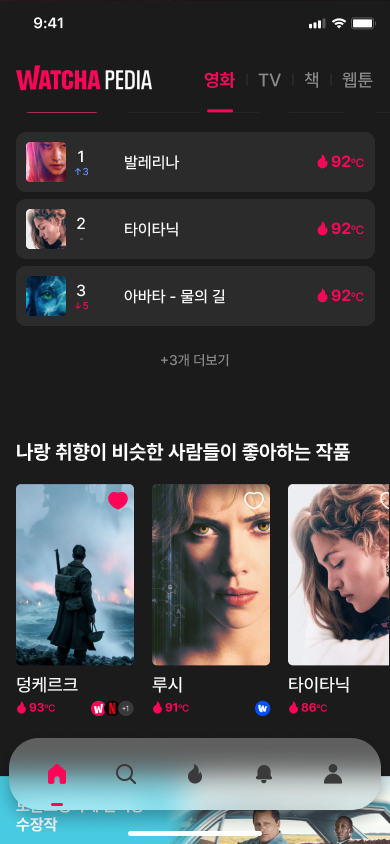 9:41
WATCHA PEDIA
영화
TV
책
웹툰
1
↑3
발레리나
92℃
2
-
타이타닉
92℃
3
↓5
아바타 - 물의 길
92℃
+3개 더보기
나랑 취향이 비슷한 사람들이 좋아하는 작품
덩케르크
93℃
W
N
+1
루시
91℃
W
타이타닉
86℃
수장작